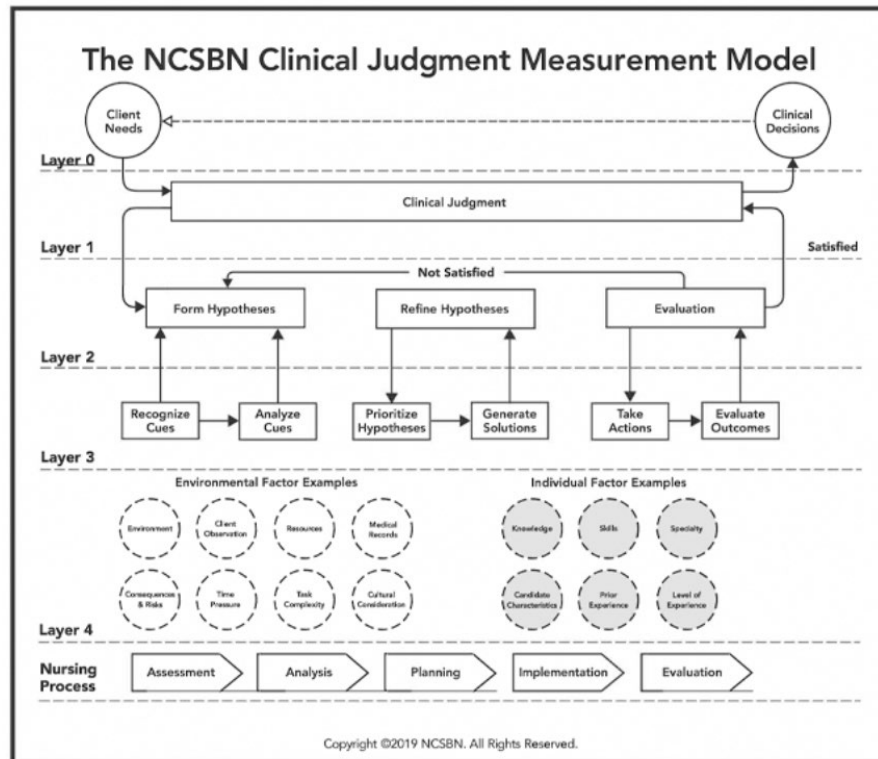 The NCSBN Clinical Judgment Measurement Model
Client
Needs
Clinical
Decisions
Layer 0
Clinical Judgment
Layer 1
Satisfied
Not Satisfied
Form Hypotheses
Refine Hypotheses
Evaluation
Layer 2
Recognize
Cues
Analyze
Cues
Prioritize
Hypotheses
Generate
Solutions
Take
Actions
Evaluate
Outcomes
Layer 3
Environmental Factor Examples
Individual Factor Examples
Environment
Client
Observation
Resources
Medical
Records
Knowledge
Skills
Specialty
Consequences
& Risks
Time
Pressure
Task
Complexity
Cultural
Consideration
Candidate
Characteristics
Prior
Experience
Level of
Experience
Layer 4
Nursing
Process
Assessment
Analysis
Planning
Implementation
Evaluation
Copyright ©2019 NCSBN. All Rights Reserved.